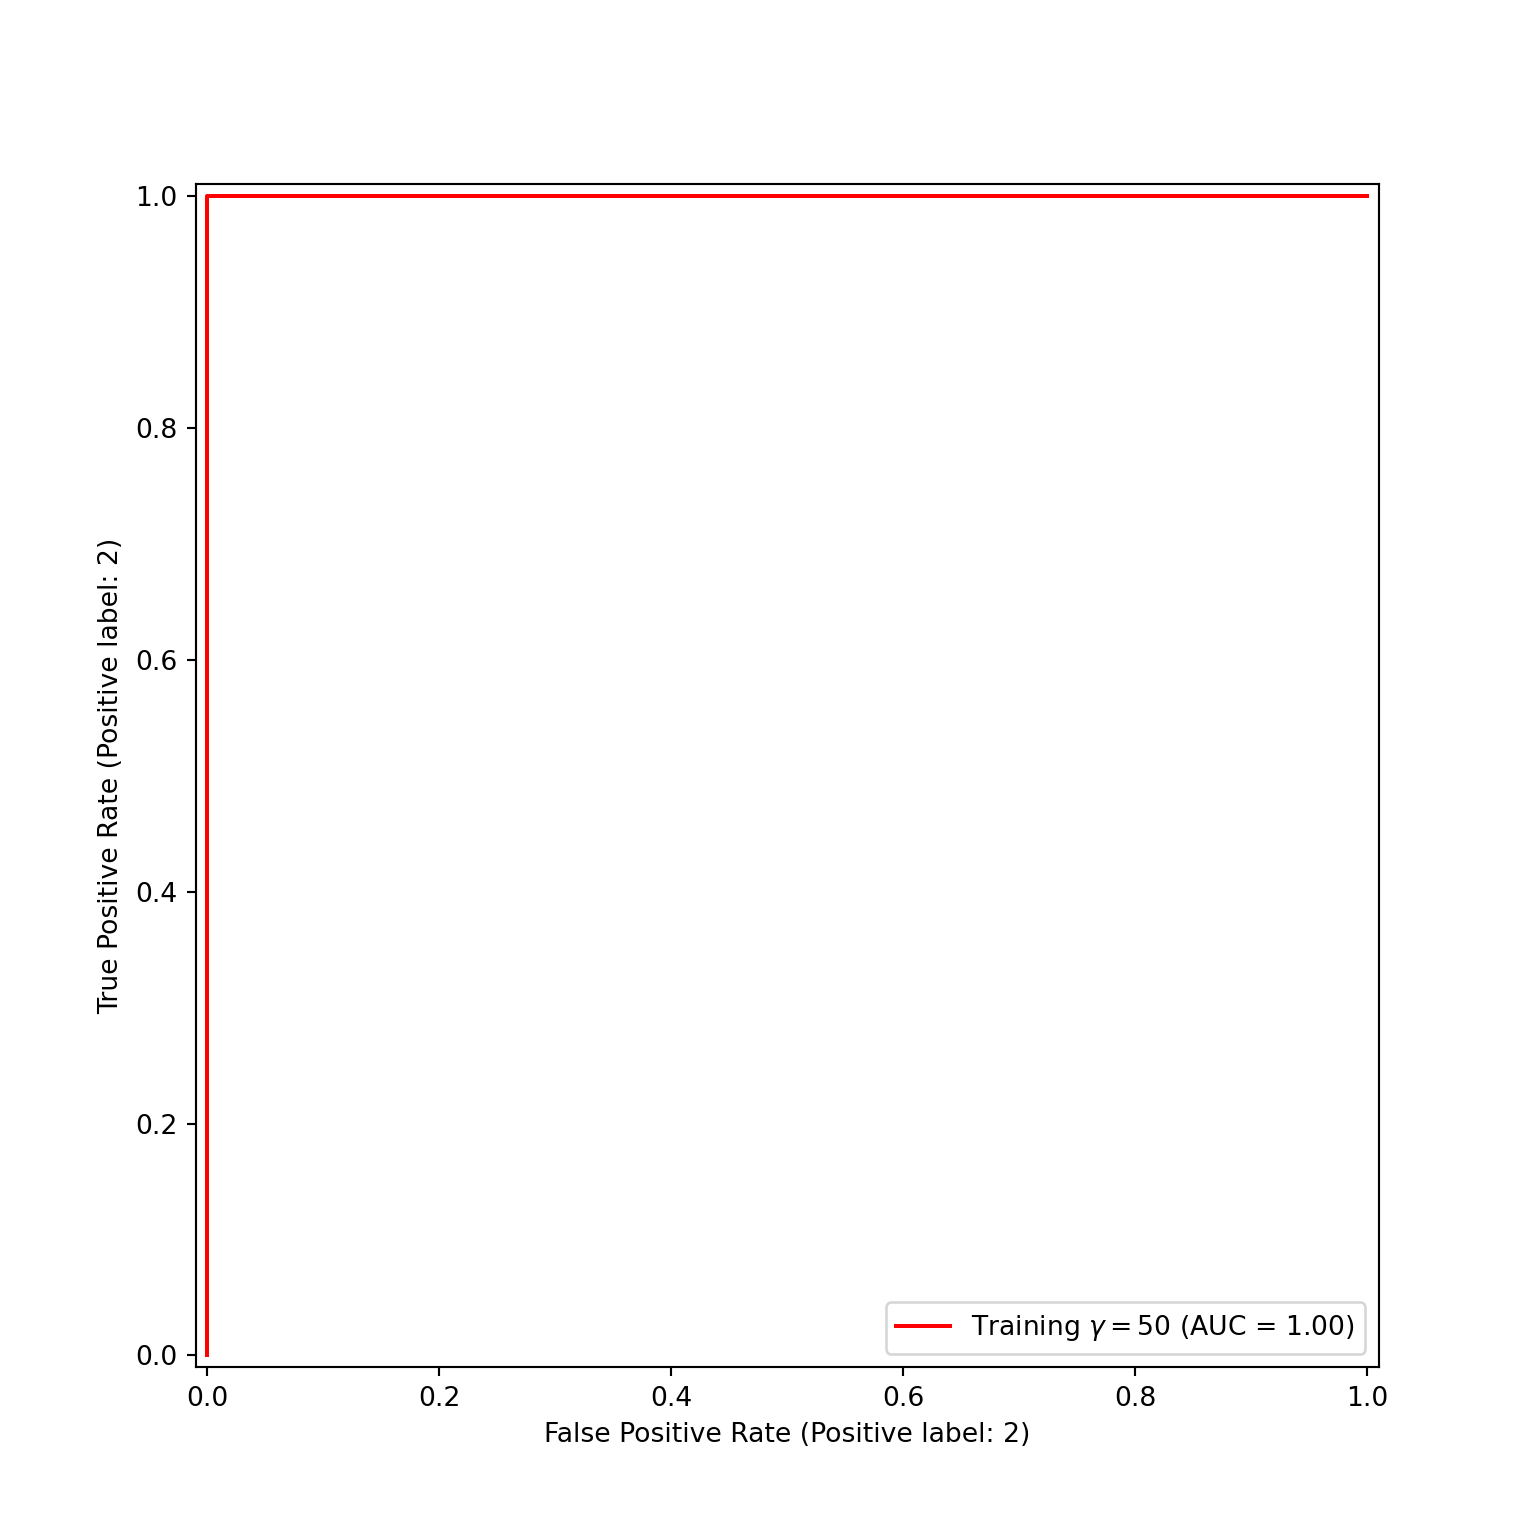 1.0
0.8
0.6
0.4
0.2
0.0
True Positive Rate (Positive label: 2)
Training γ = 50 (AUC = 1.00)
0.0 0.2 0.4 0.6 0.8 1.0
False Positive Rate (Positive label: 2)